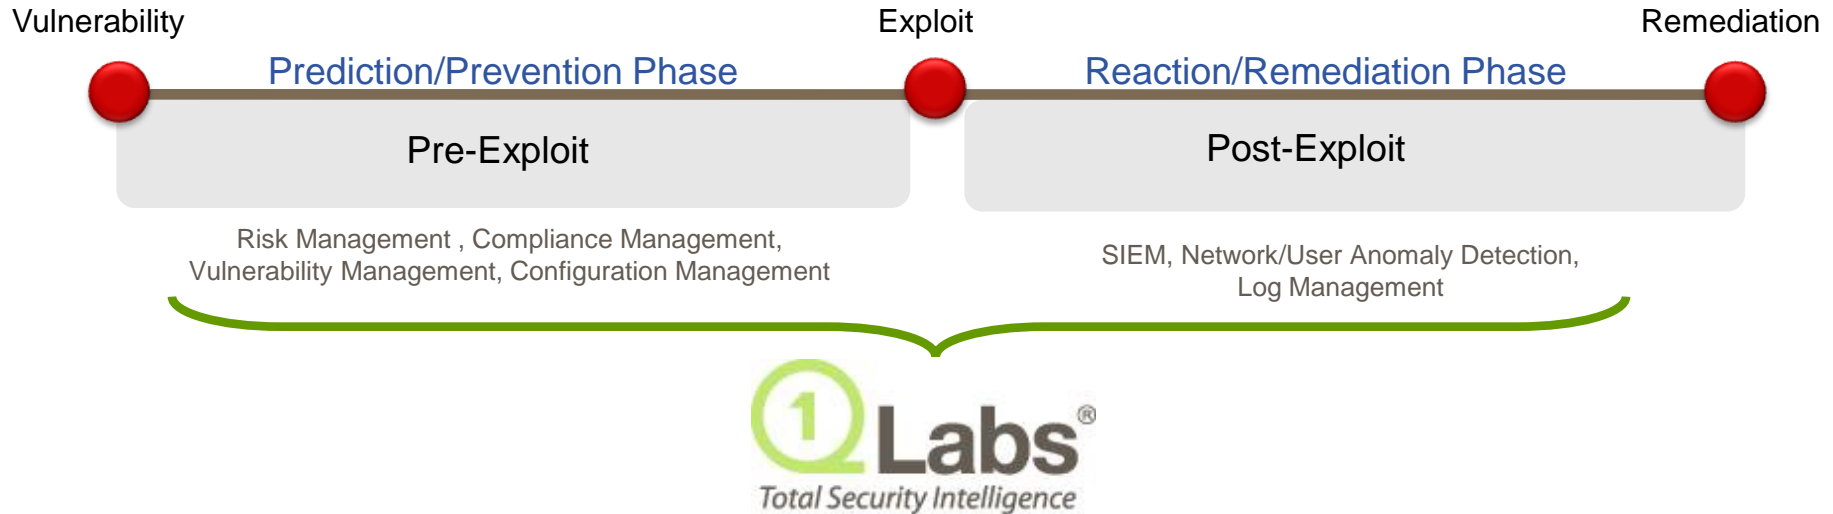 Vulnerability
Exploit
Remediation
Prediction/Prevention Phase
Reaction/Remediation Phase
Pre-Exploit
Post-Exploit
Risk Management , Compliance Management,
Vulnerability Management, Configuration Management
SIEM, Network/User Anomaly Detection,
Log Management
Q1 Labs®
Total Security Intelligence